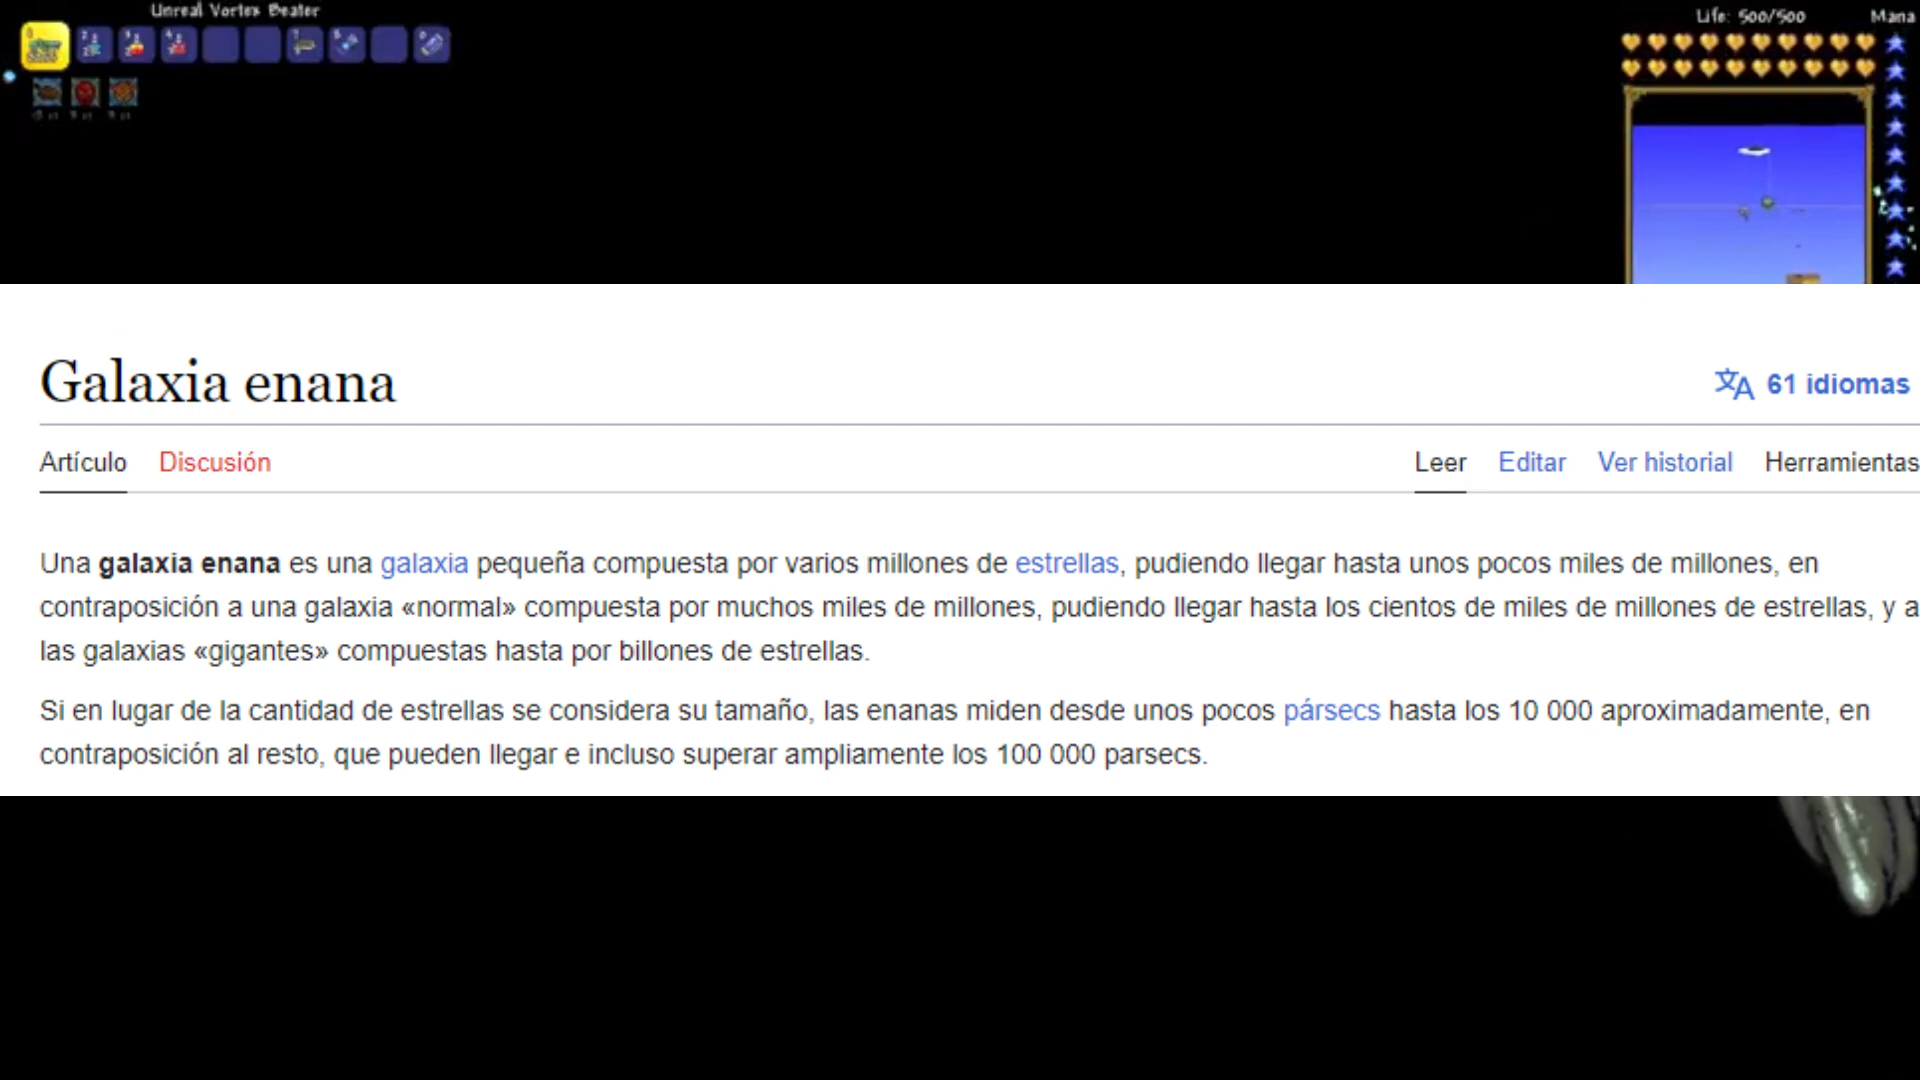 Unreal Vortex Beater
Life: 500/500
Mana
Galaxia enana
61 idiomas
Artículo Discusión
Leer Editar Ver historial Herramientas
Una galaxia enana es una galaxia pequeña compuesta por varios millones de estrellas, pudiendo llegar hasta unos pocos miles de millones, en
contraposición a una galaxia «normal» compuesta por muchos miles de millones, pudiendo llegar hasta los cientos de miles de millones de estrellas, y a
las galaxias «gigantes» compuestas hasta por billones de estrellas.
Si en lugar de la cantidad de estrellas se considera su tamaño, las enanas miden desde unos pocos pársecs hasta los 10 000 aproximadamente, en
contraposición al resto, que pueden llegar e incluso superar ampliamente los 100 000 parsecs.